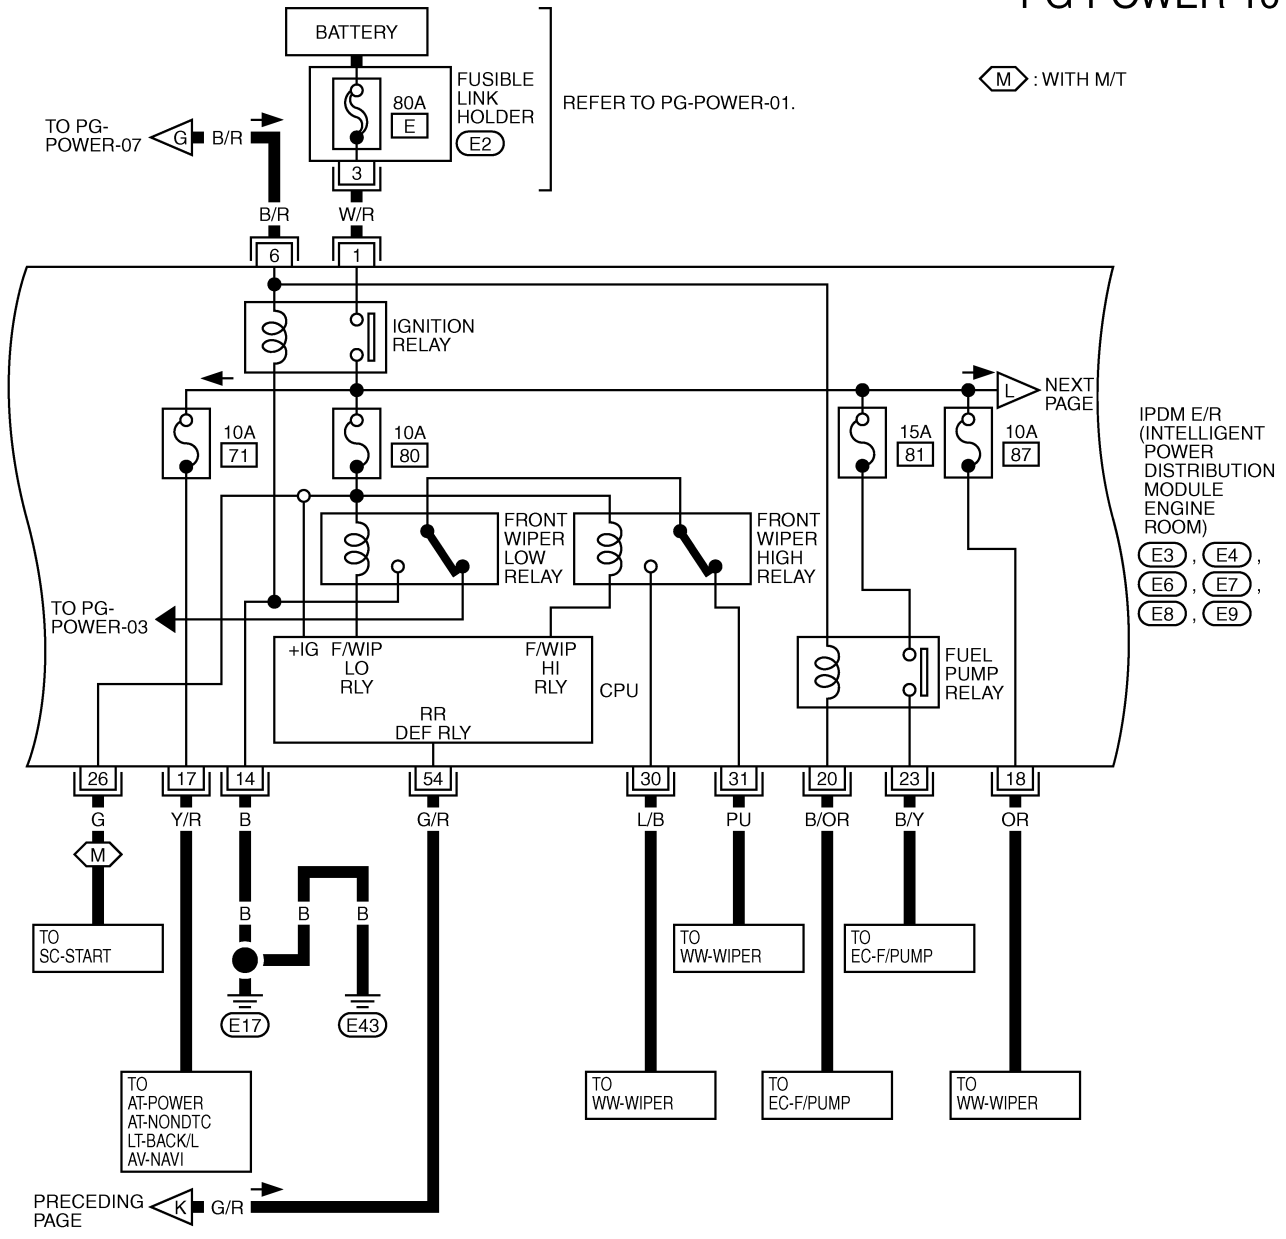 PG-POWER-10
BATTERY
M : WITH M/T
FUSIBLE
LINK
HOLDER
80A
E
E2
REFER TO PG-POWER-01.
TO PG-
POWER-07
G
B/R
3
B/R
W/R
6
1
IGNITION
RELAY
L
NEXT
PAGE
10A
71
10A
80
15A
81
10A
87
IPDM E/R
(INTELLIGENT
POWER
DISTRIBUTION
MODULE
ENGINE
ROOM)
E3 , E4 ,
E6 , E7 ,
E8 , E9
FRONT
WIPER
LOW
RELAY
FRONT
WIPER
HIGH
RELAY
TO PG-
POWER-03
+IG
F/WIP
LO
RLY
F/WIP
HI
RLY
CPU
RR
DEF RLY
FUEL
PUMP
RELAY
26
17
14
54
30
31
20
23
18
G
Y/R
B
G/R
L/B
PU
B/OR
B/Y
OR
M
B
B
B
TO
SC-START
TO
WW-WIPER
TO
EC-F/PUMP
E17
E43
TO
AT-POWER
AT-NONDTC
LT-BACK/L
AV-NAVI
TO
WW-WIPER
TO
EC-F/PUMP
TO
WW-WIPER
PRECEDING
PAGE
K
G/R